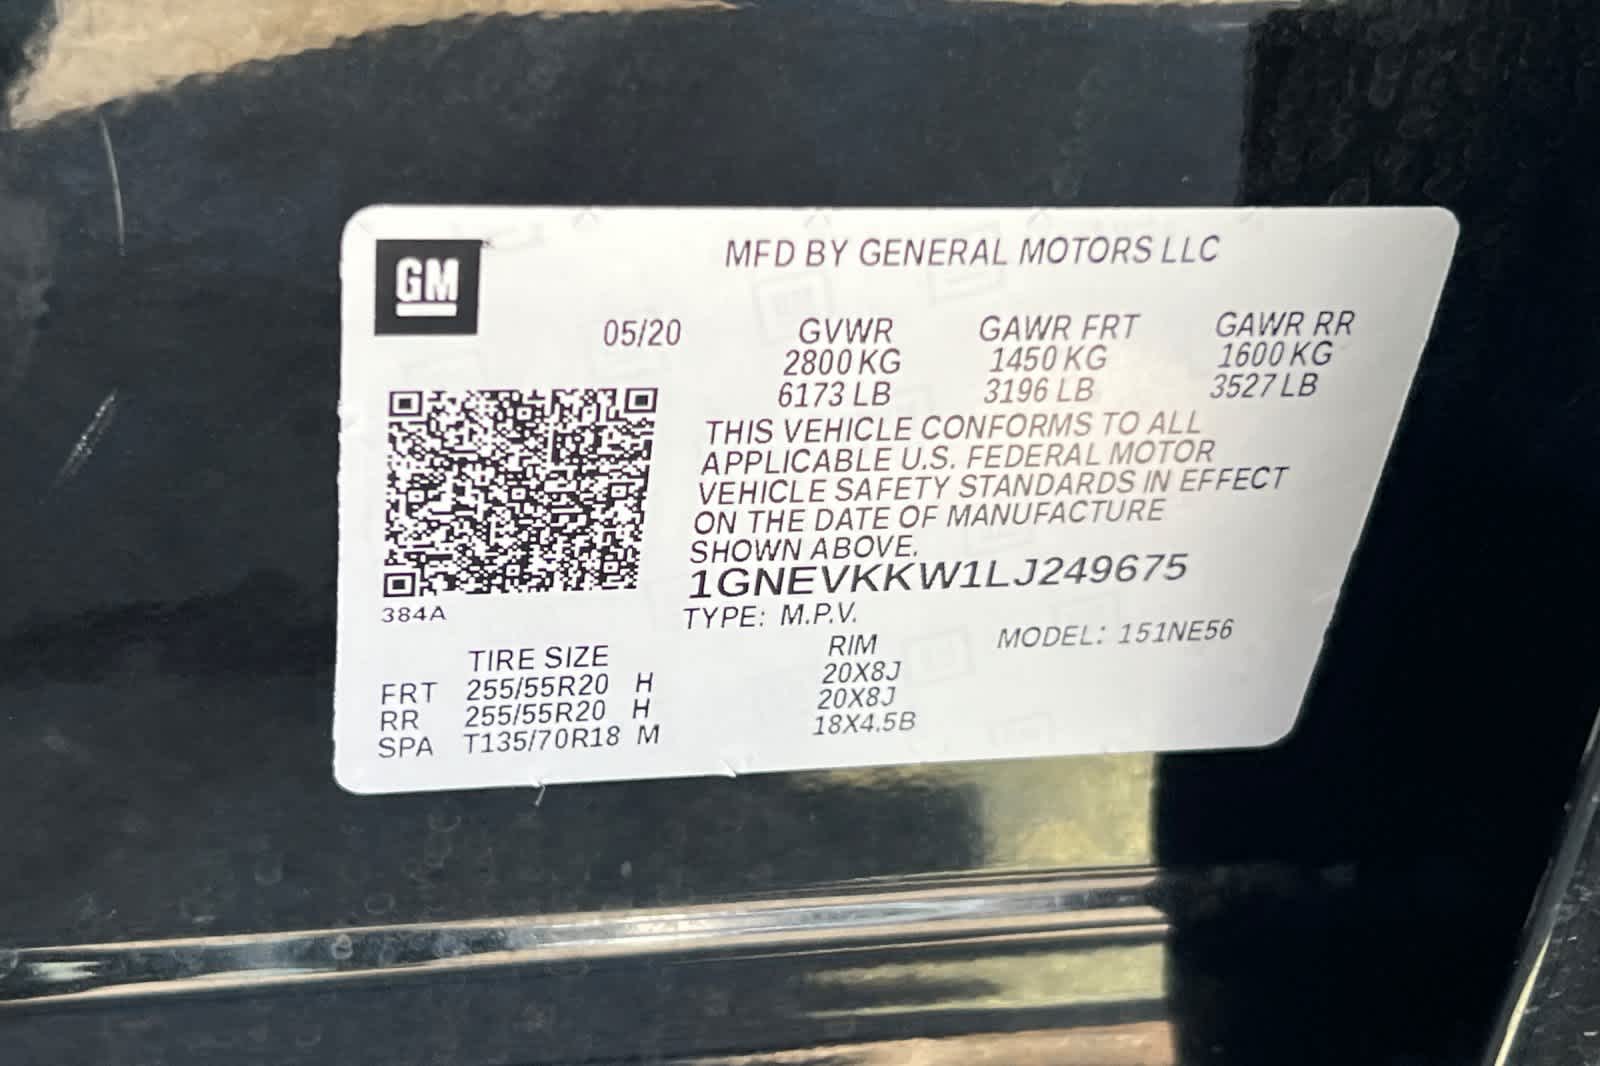 GM
MFD BY GENERAL MOTORS LLC
05/20 GVWR GAWR FRT GAWR RR
2800 KG 1450 KG 1600 KG
6173 LB 3196 LB 3527 LB
THIS VEHICLE CONFORMS TO ALL
APPLICABLE U.S. FEDERAL MOTOR
VEHICLE SAFETY STANDARDS IN EFFECT
ON THE DATE OF MANUFACTURE
SHOWN ABOVE.
1GNEVKKW1LJ249675
384A
TYPE: M.P.V.
MODEL: 151NE56
TIRE SIZE RIM
FRT 255/55R20 H 20X8J
RR 255/55R20 H 20X8J
SPA T135/70R18 M 18X4.5B